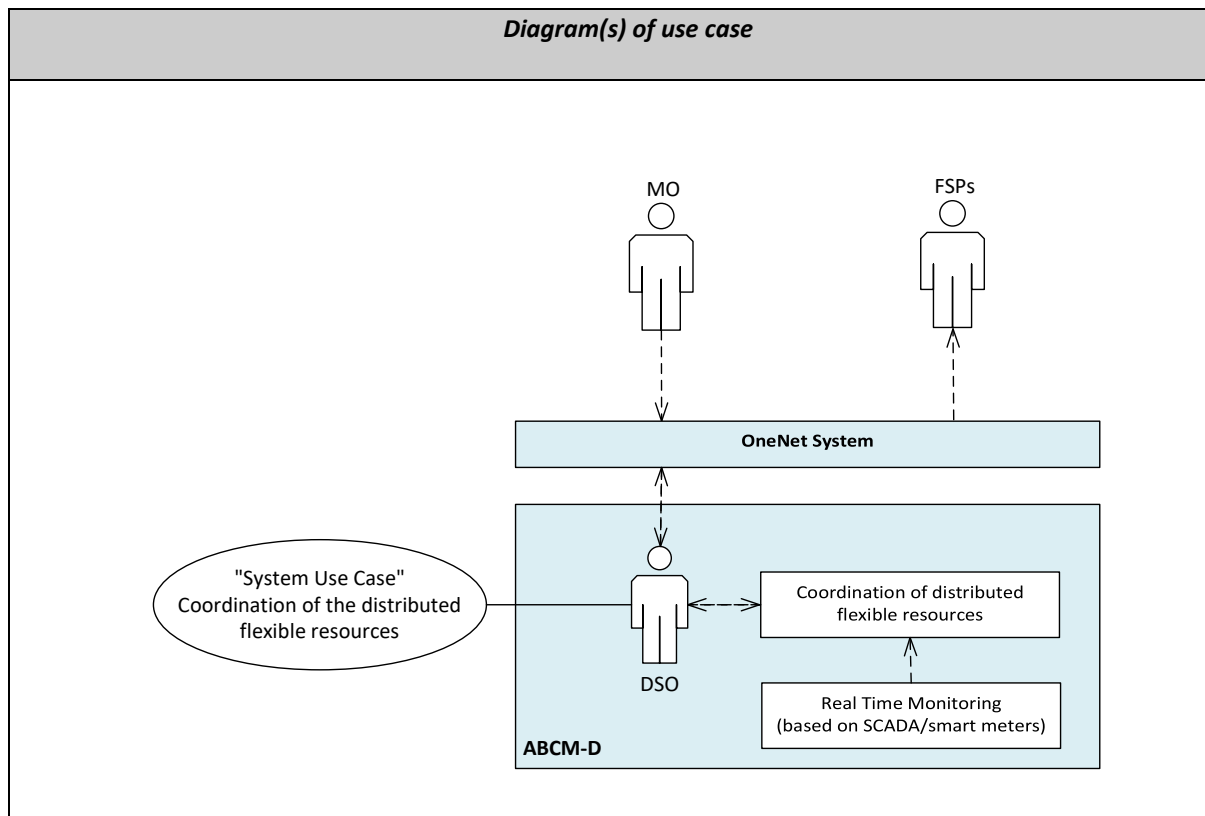 Diagram(s) of use case
MO
FSPs
OneNet System
"System Use Case"
Coordination of the distributed
flexible resources
DSO
Coordination of distributed
flexible resources
Real Time Monitoring
(based on SCADA/smart meters)
ABCM-D